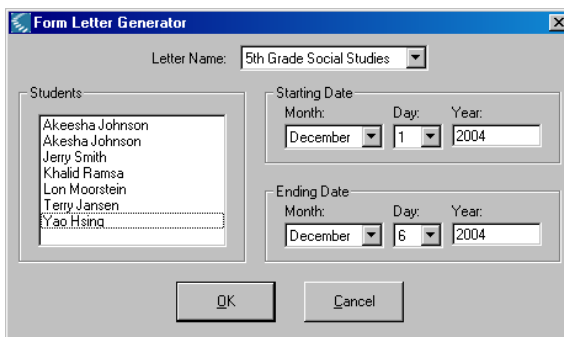 Form Letter Generator
Letter Name: 5th Grade Social Studies
Students
Akeesha Johnson
Akesha Johnson
Jerry Smith
Khalid Ramsa
Lon Moorstein
Terry Jansen
Yao Hsing
Starting Date
Month: Day: Year:
December 1 2004
Ending Date
Month: Day: Year:
December 6 2004
OK Cancel